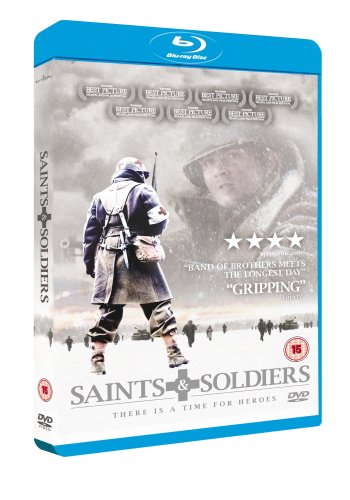 Blu-ray Disc
BEST PICTURE
BEST PICTURE
BEST PICTURE
BEST PICTURE
BEST PICTURE
BEST PICTURE
BEST PICTURE
"BAND OF BROTHERS MEETS
THE LONGEST DAY"
"GRIPPING"
15
SAINTS & SOLDIERS
THERE IS A TIME FOR HEROES
DVD
SAINTS & SOLDIERS
15
DVD
VIDEO